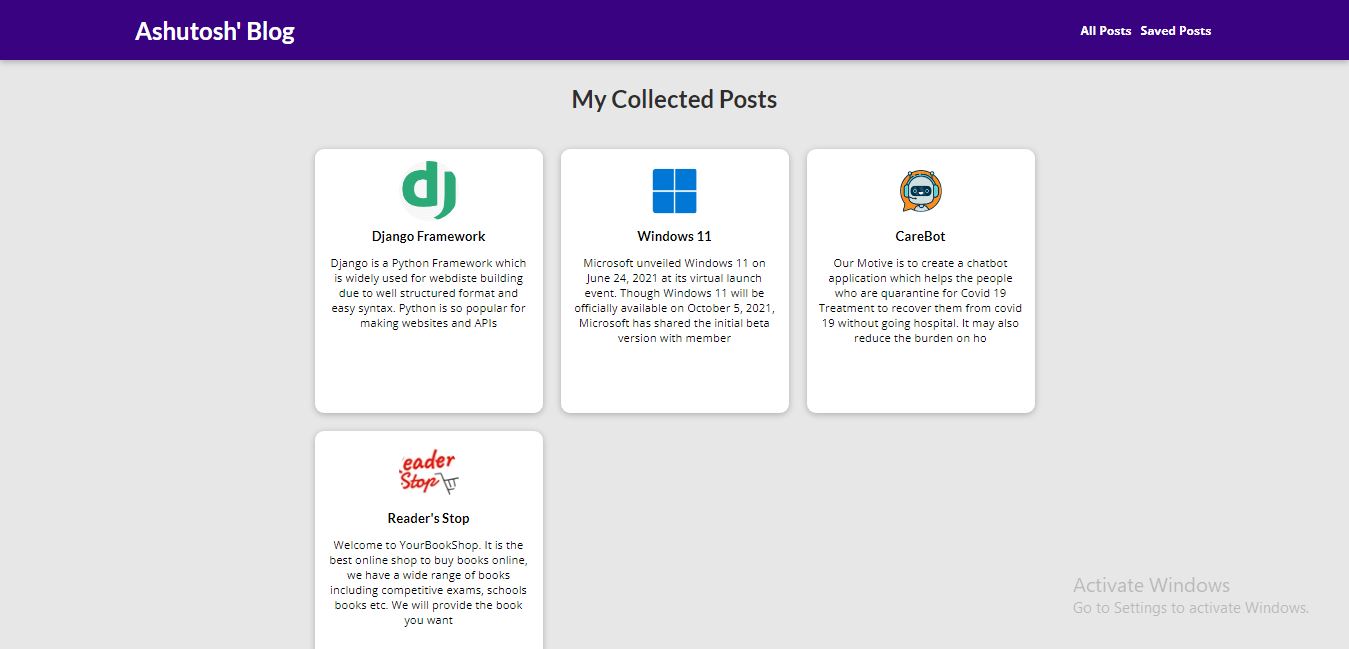 Ashutosh' Blog
All Posts Saved Posts
My Collected Posts
dj
Django Framework
Django is a Python Framework which
is widely used for webdiste building
due to well structured format and
easy syntax. Python is so popular for
making websites and APIs
Windows 11
Microsoft unveiled Windows 11 on
June 24, 2021 at its virtual launch
event. Though Windows 11 will be
officially available on October 5, 2021,
Microsoft has shared the initial beta
version with member
CareBot
Our Motive is to create a chatbot
application which helps the people
who are quarantine for Covid 19
Treatment to recover them from covid
19 without going hospital. It may also
reduce the burden on ho
eader
Stop
Reader's Stop
Welcome to YourBookShop. It is the
best online shop to buy books online,
we have a wide range of books
including competitive exams, schools
books etc. We will provide the book
you want
Activate Windows
Go to Settings to activate Windows.